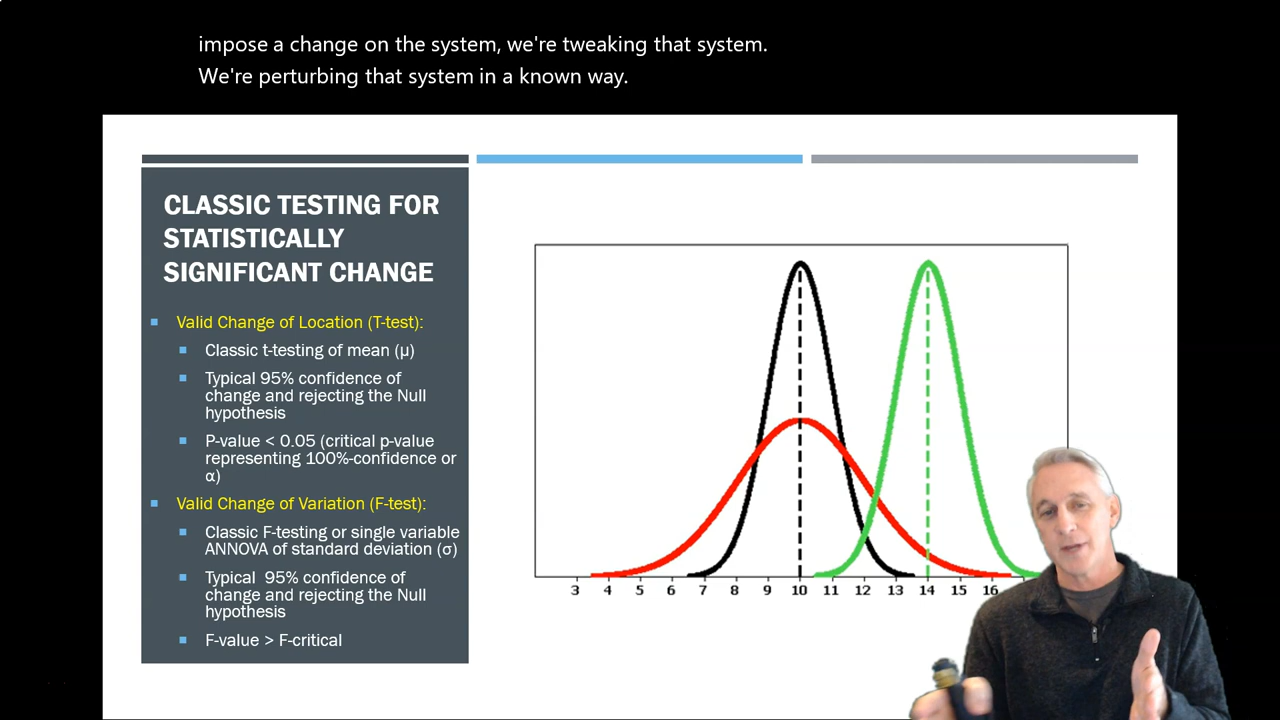 impose a change on the system, we're tweaking that system.
We're perturbing that system in a known way.
CLASSIC TESTING FOR
STATISTICALLY
SIGNIFICANT CHANGE
Valid Change of Location (T-test):
Classic t-testing of mean (μ)
Typical 95% confidence of
change and rejecting the Null
hypothesis
P-value < 0.05 (critical p-value
representing 100%-confidence or
α)
Valid Change of Variation (F-test):
Classic F-testing or single variable
ANNOVA of standard deviation (σ)
Typical 95% confidence of
change and rejecting the Null
hypothesis
F-value > F-critical
3 4 5 6 7 8 9 10 11 12 13 14 15 16